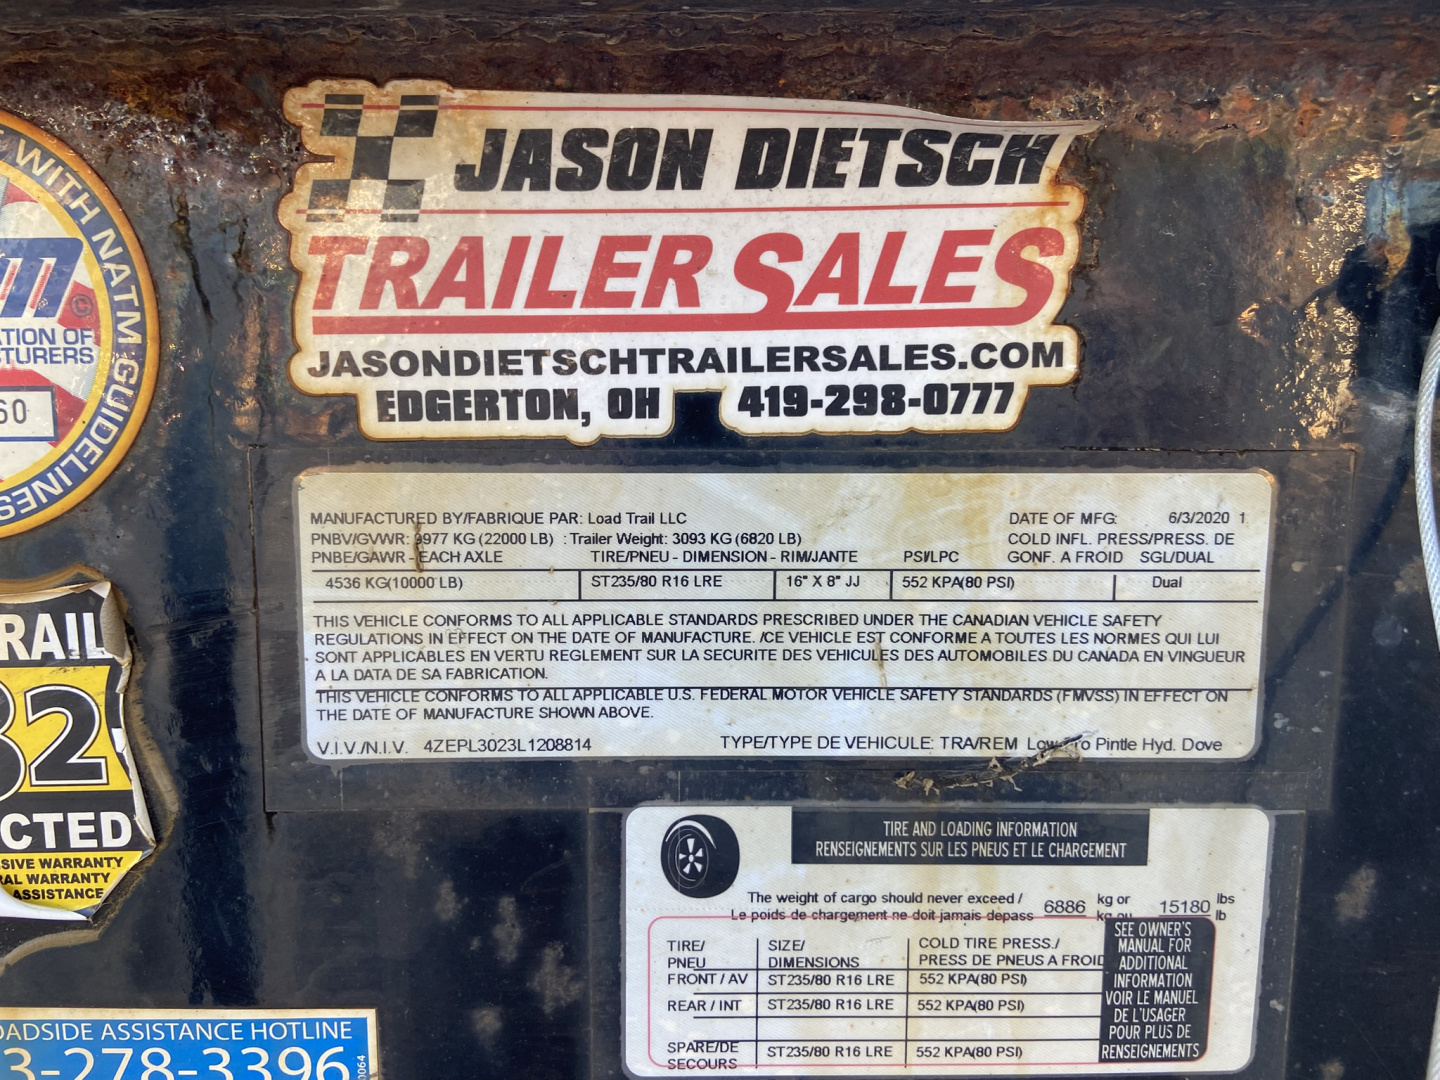 WITH NATM GUIDELINES
©
TION OF
TURERS
60
JASON DIETSCH
TRAILER SALES
JASONDIETSCHTRAILERSALES.COM
EDGERTON, OH 419-298-0777
MANUFACTURED BY/FABRIQUE PAR: Load Trail LLC DATE OF MFG: 6/3/2020 1
PNBV/GVWR: 9977 KG (22000 LB) : Trailer Weight: 3093 KG (6820 LB) COLD INFL. PRESS/PRESS. DE
PNBE/GAWR - EACH AXLE TIRE/PNEU - DIMENSION - RIM/JANTE PSI/LPC GONF. A FROID SGL/DUAL
4536 KG(10000 LB) ST235/80 R16 LRE 16" X 8" JJ 552 KPA(80 PSI) Dual
THIS VEHICLE CONFORMS TO ALL APPLICABLE STANDARDS PRESCRIBED UNDER THE CANADIAN VEHICLE SAFETY
REGULATIONS IN EFFECT ON THE DATE OF MANUFACTURE. /CE VEHICLE EST CONFORME A TOUTES LES NORMES QUI LUI
SONT APPLICABLES EN VERTU REGLEMENT SUR LA SECURITE DES VEHICULES DES AUTOMOBILES DU CANADA EN VINGUEUR
A LA DATA DE SA FABRICATION.
THIS VEHICLE CONFORMS TO ALL APPLICABLE U.S. FEDERAL MOTOR VEHICLE SAFETY STANDARDS (FMVSS) IN EFFECT ON
THE DATE OF MANUFACTURE SHOWN ABOVE.
V.I.V./N.I.V. 4ZEPL3023L1208814 TYPE/TYPE DE VEHICULE: TRA/REM Low Pro Pintle Hyd. Dove
RAIL
82
CTED
SIVE WARRANTY
RAL WARRANTY
ASSISTANCE
TIRE AND LOADING INFORMATION
RENSEIGNEMENTS SUR LES PNEUS ET LE CHARGEMENT
The weight of cargo should never exceed / 6886 kg or 15180 lbs
Le poids de chargement ne doit jamais depass kg ou lb
TIRE/ SIZE/ COLD TIRE PRESS./
PNEU DIMENSIONS PRESS DE PNEUS A FROID
FRONT / AV ST235/80 R16 LRE 552 KPA(80 PSI)
REAR / INT ST235/80 R16 LRE 552 KPA(80 PSI)
SPARE/DE ST235/80 R16 LRE 552 KPA(80 PSI)
SECOURS
SEE OWNER'S
MANUAL FOR
ADDITIONAL
INFORMATION
VOIR LE MANUEL
DE L'USAGER
POUR PLUS DE
RENSEIGNEMENTS
OADSIDE ASSISTANCE HOTLINE
3-278-3396
0064